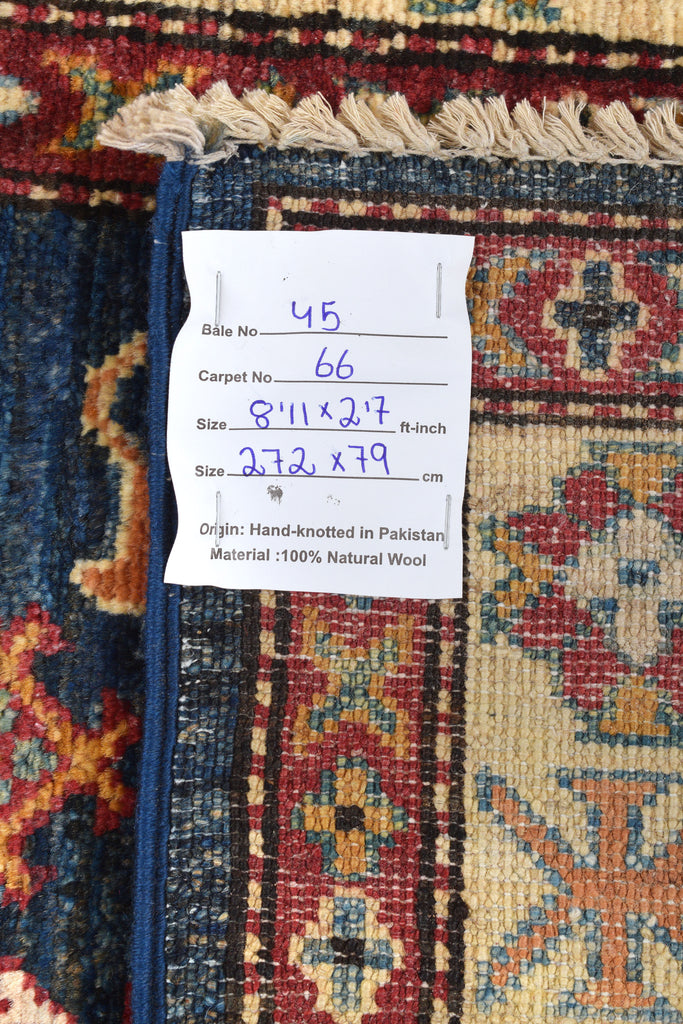 Bale No 45
Carpet No 66
Size 8'11 x 2'7 ft-inch
Size 272 x 79 cm
Origin: Hand-knotted in Pakistan
Material :100% Natural Wool